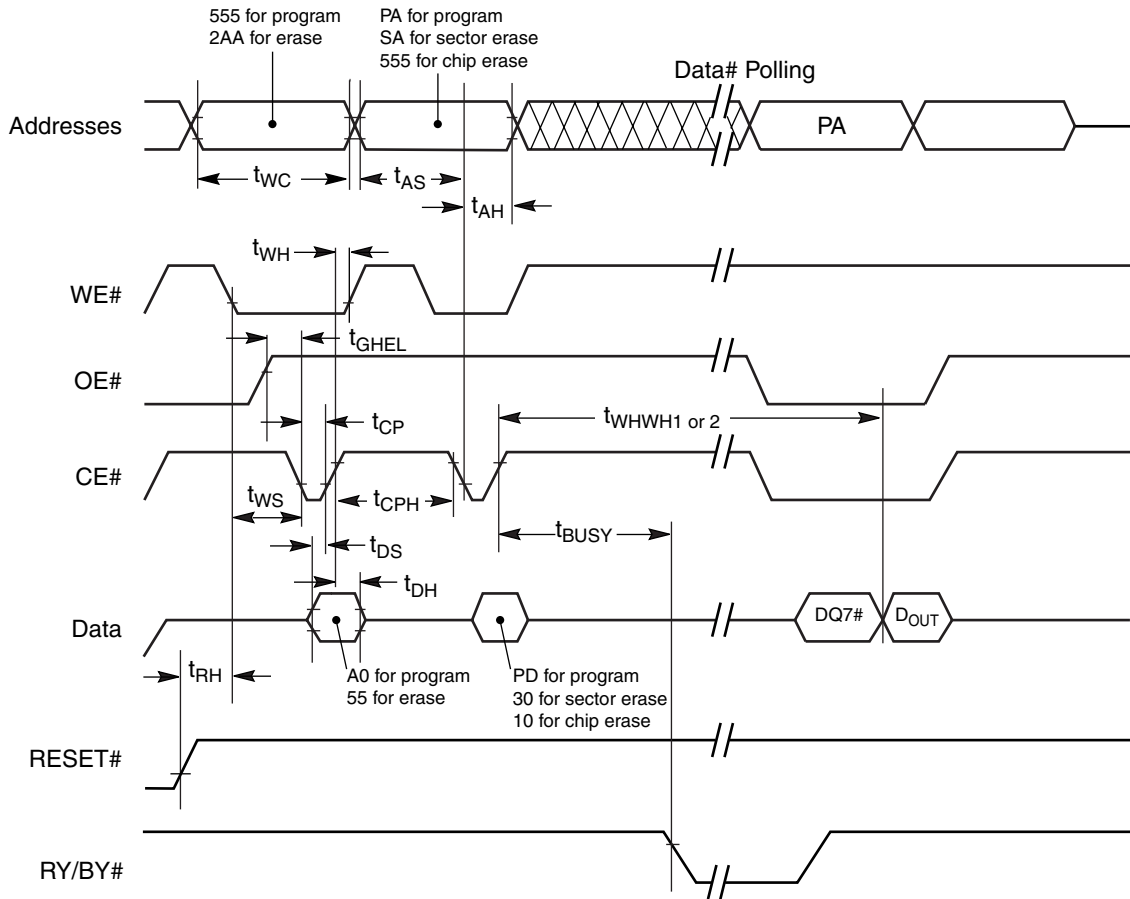 555 for program
2AA for erase
PA for program
SA for sector erase
555 for chip erase
Data# Polling
Addresses
PA
tWC
tAS
tAH
tWH
WE#
tGHEL
OE#
tWHWH1 or 2
tCP
CE#
tWS
tCPH
tBUSY
tDS
tDH
Data
DQ7#
DOUT
tRH
A0 for program
55 for erase
PD for program
30 for sector erase
10 for chip erase
RESET#
RY/BY#